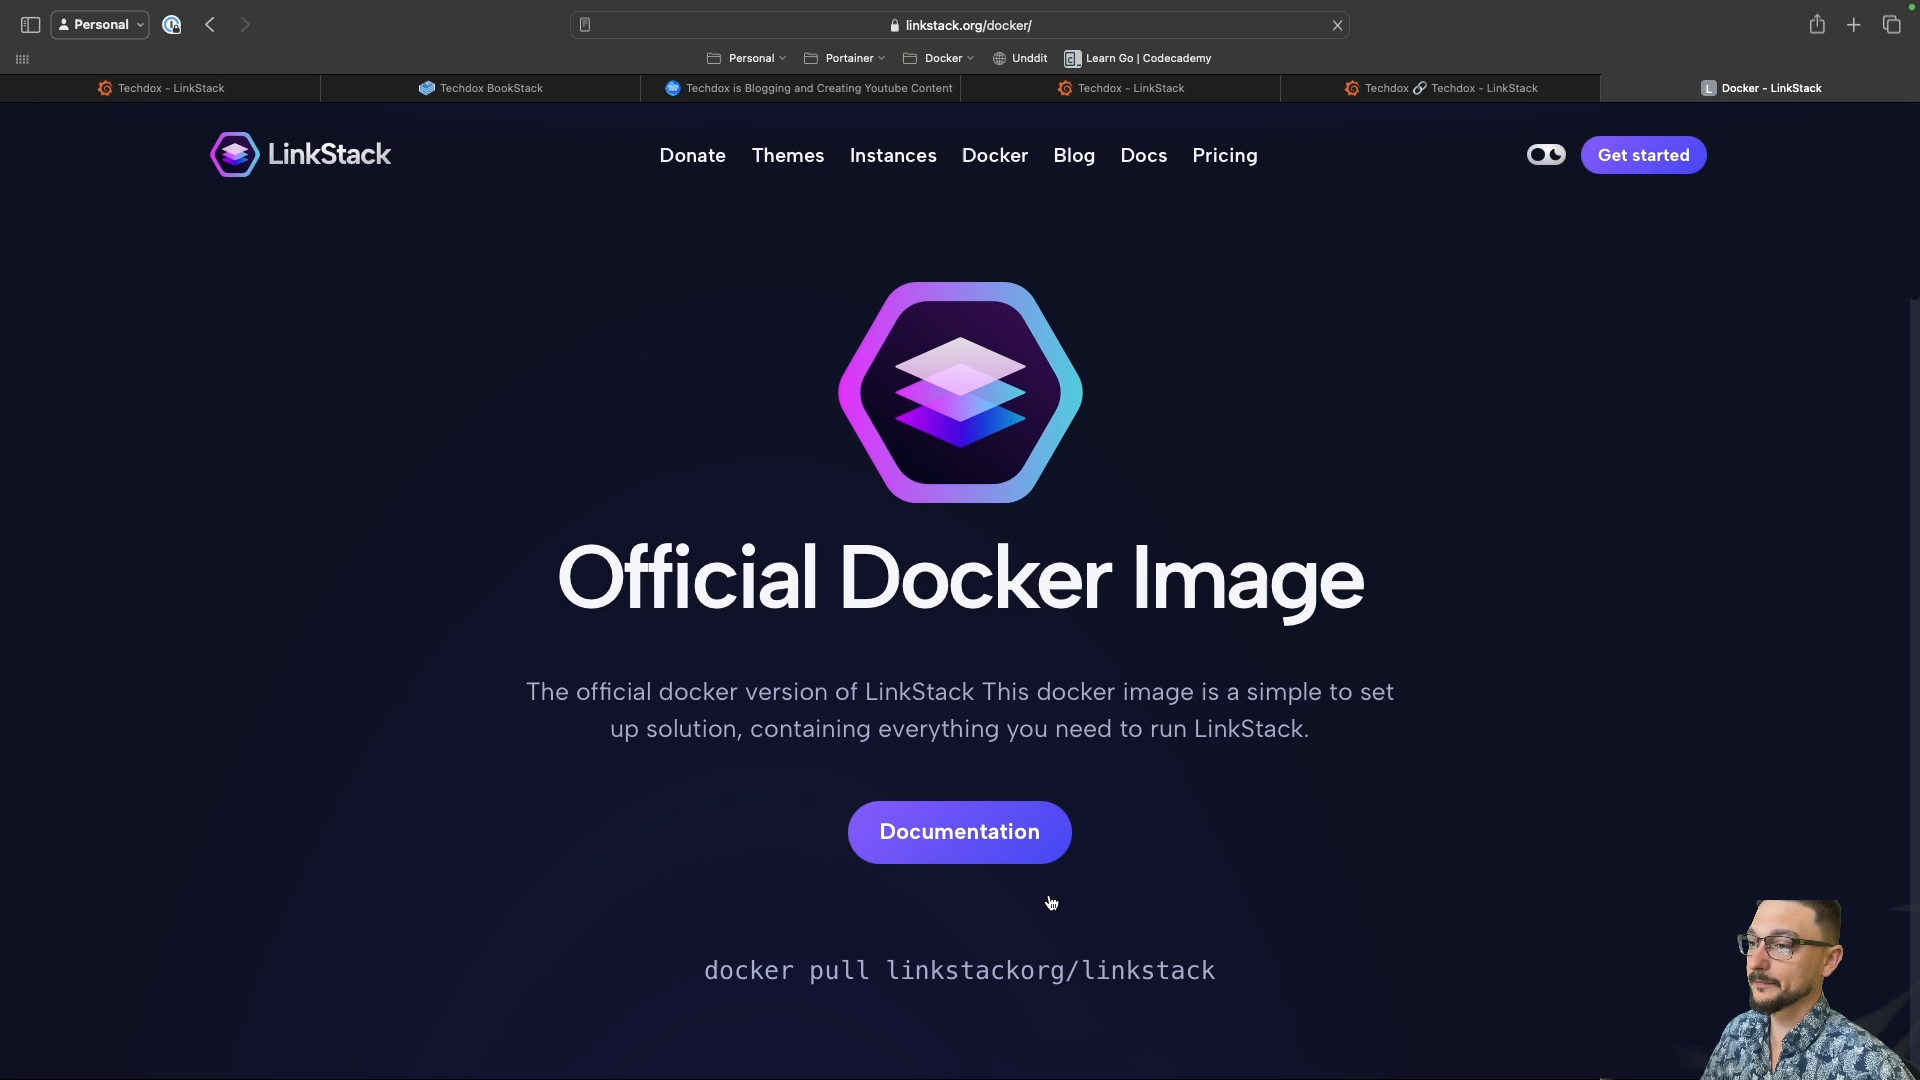 Personal
linkstack.org/docker/
Personal
Portainer
Docker
Unddit
Learn Go | Codecademy
Techdox - LinkStack
Techdox BookStack
Techdox is Blogging and Creating Youtube Content
Techdox - LinkStack
Techdox 🔗 Techdox - LinkStack
L Docker - LinkStack
LinkStack
Donate
Themes
Instances
Docker
Blog
Docs
Pricing
Get started
Official Docker Image
The official docker version of LinkStack This docker image is a simple to set
up solution, containing everything you need to run LinkStack.
Documentation
docker pull linkstackorg/linkstack